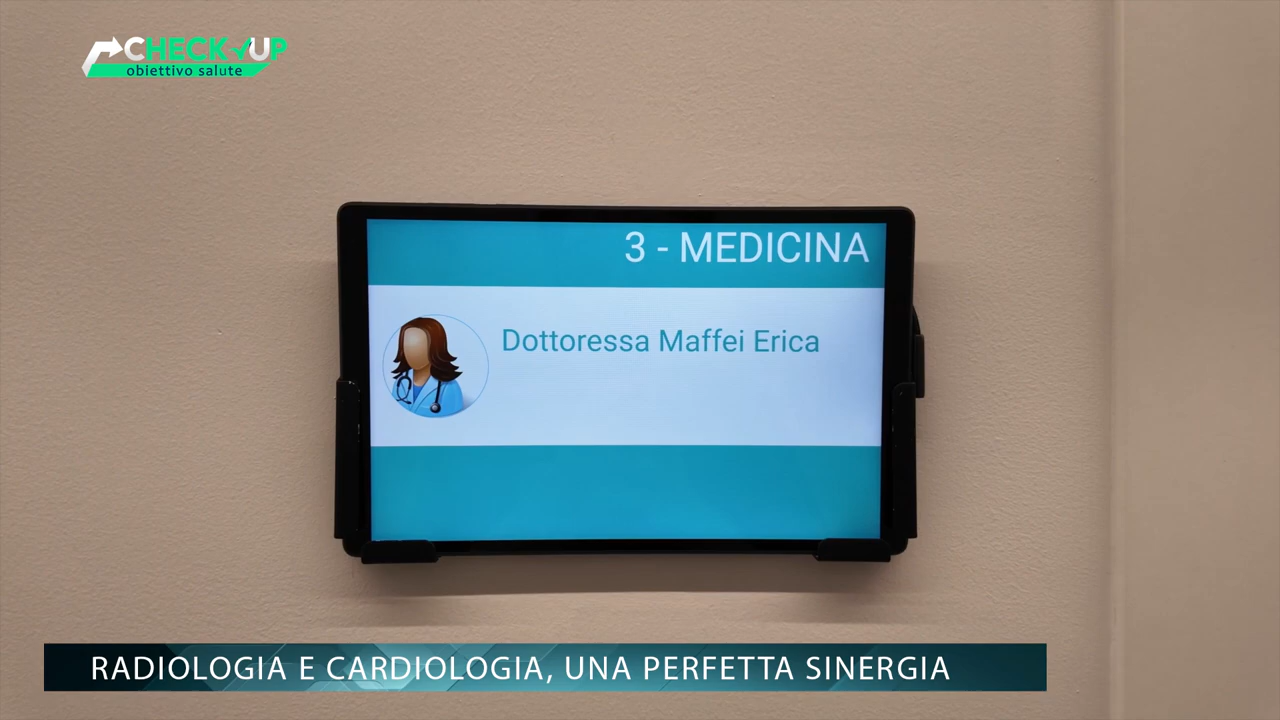 CHECK-UP
obiettivo salute
3 - MEDICINA
Dottoressa Maffei Erica
RADIOLOGIA E CARDIOLOGIA, UNA PERFETTA SINERGIA